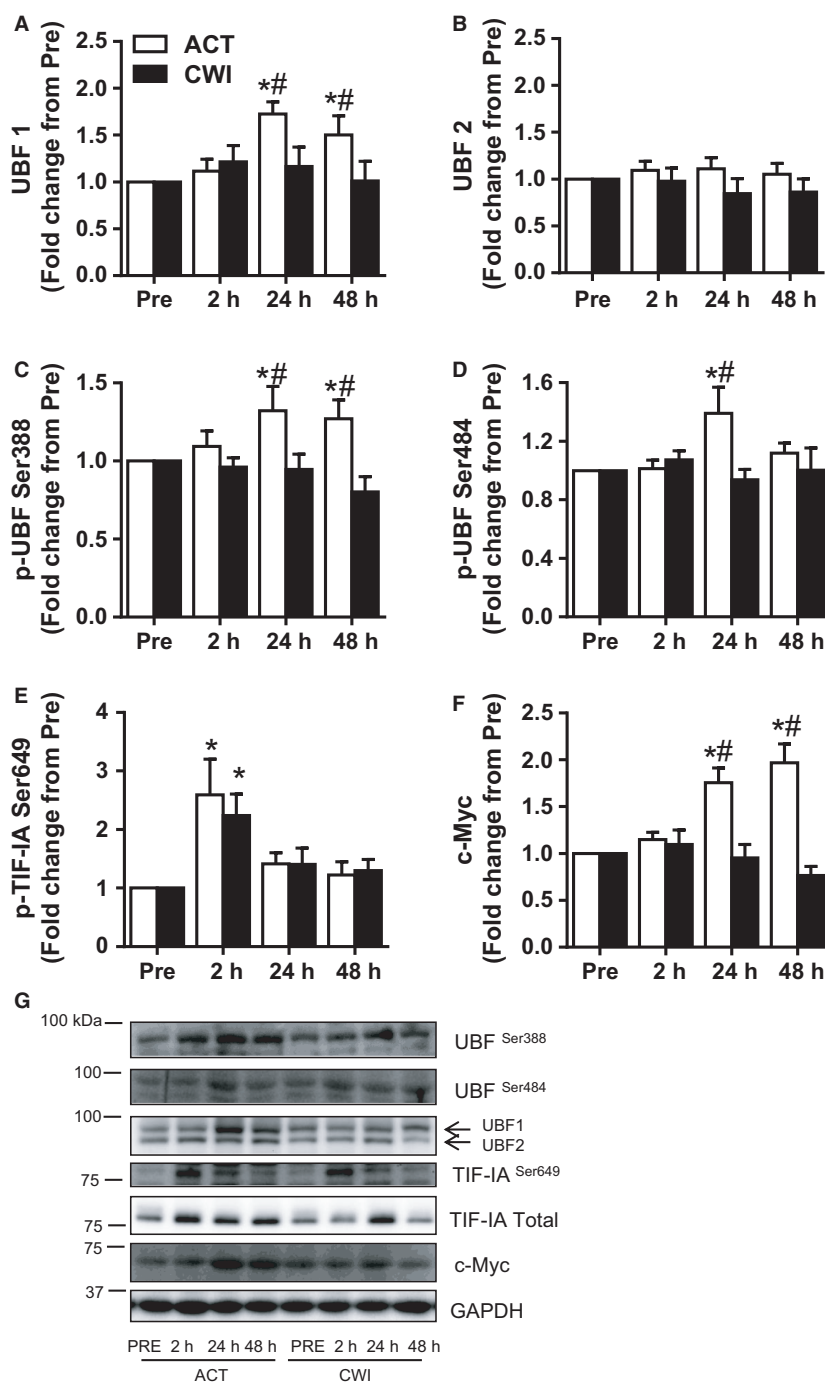 A
UBF 1
(Fold change from Pre)
2.5
2.0
1.5
1.0
0.5
0.0
ACT
CWI
*#
*#
Pre 2 h 24 h 48 h
B
UBF 2
(Fold change from Pre)
2.5
2.0
1.5
1.0
0.5
0.0
Pre 2 h 24 h 48 h
C
p-UBF Ser388
(Fold change from Pre)
1.5
1.0
0.5
0.0
*#
*#
Pre 2 h 24 h 48 h
D
p-UBF Ser484
(Fold change from Pre)
1.6
1.2
0.8
0.4
0.0
*#
Pre 2 h 24 h 48 h
E
p-TIF-IA Ser649
(Fold change from Pre)
4
3
2
1
0
*
*
Pre 2 h 24 h 48 h
F
c-Myc
(Fold change from Pre)
2.5
2.0
1.5
1.0
0.5
0.0
*#
*#
Pre 2 h 24 h 48 h
G
100 kDa
UBF Ser388
100
UBF Ser484
100
UBF1
UBF2
75
TIF-IA Ser649
75
TIF-IA Total
75
c-Myc
37
GAPDH
PRE 2 h 24 h 48 h PRE 2 h 24 h 48 h
ACT CWI